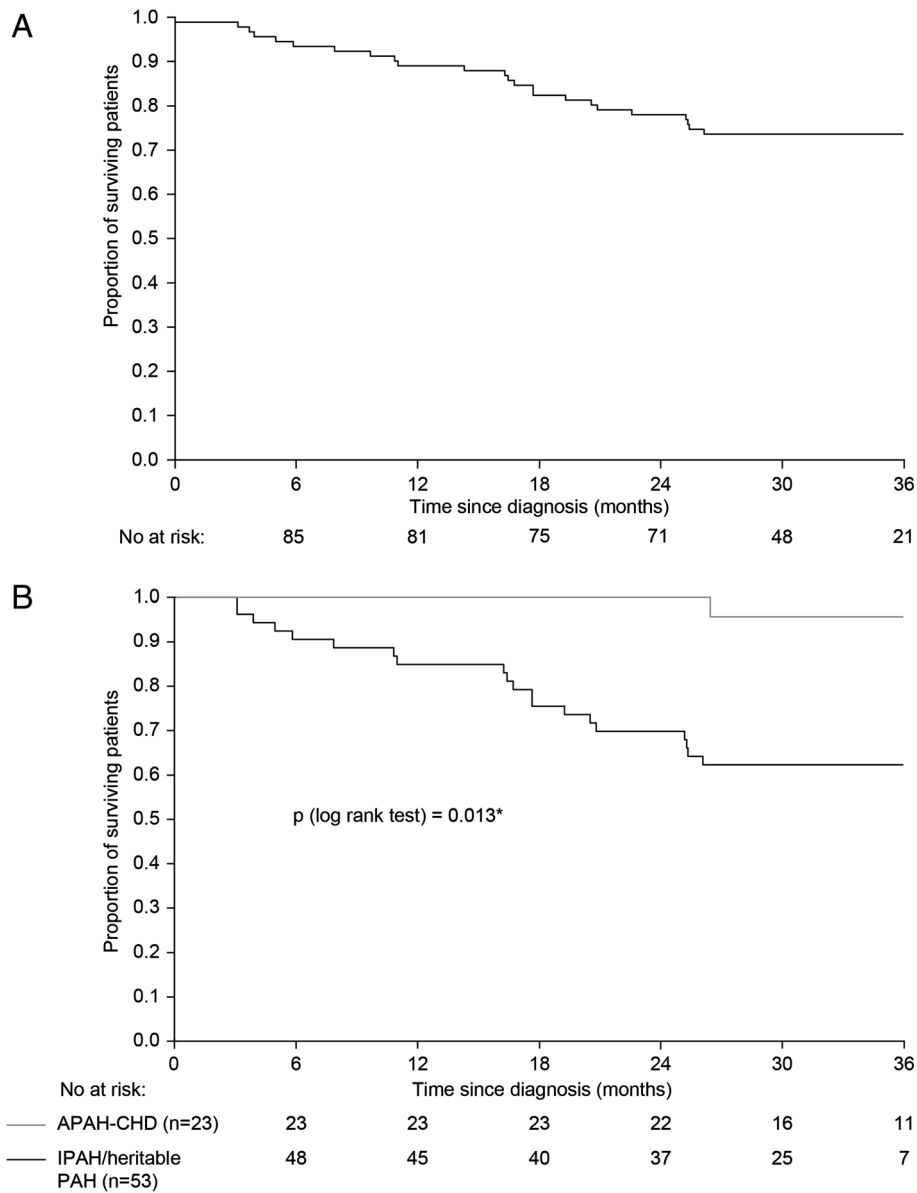 A
1.0
0.9
0.8
0.7
0.6
0.5
0.4
0.3
0.2
0.1
0.0
Proportion of surviving patients
0 6 12 18 24 30 36
Time since diagnosis (months)
No at risk: 85 81 75 71 48 21
B
1.0
0.9
0.8
0.7
0.6
0.5
0.4
0.3
0.2
0.1
0.0
Proportion of surviving patients
p (log rank test) = 0.013*
0 6 12 18 24 30 36
No at risk: Time since diagnosis (months)
APAH-CHD (n=23) 23 23 23 22 16 11
IPAH/heritable 48 45 40 37 25 7
PAH (n=53)